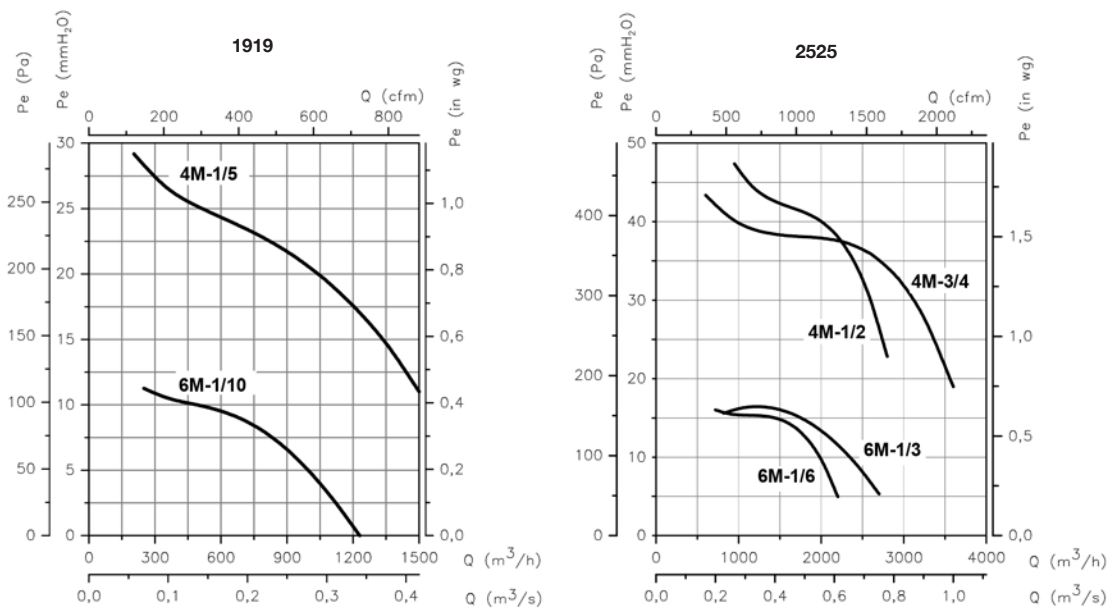 1919
Pe (Pa)
Pe (mmH₂O)
Q (cfm)
Pe (in wg)
0 200 400 600 800
30
25
20
15
10
5
0
250
200
150
100
50
0
1,0
0,8
0,6
0,4
0,2
0,0
4M-1/5
6M-1/10
0 300 600 900 1200 1500 Q (m³/h)
0,0 0,1 0,2 0,3 0,4 Q (m³/s)
2525
Pe (Pa)
Pe (mmH₂O)
Q (cfm)
Pe (in wg)
0 500 1000 1500 2000
50
40
30
20
10
0
400
300
200
100
0
1,5
1,0
0,5
0,0
4M-3/4
4M-1/2
6M-1/3
6M-1/6
0 1000 2000 3000 4000 Q (m³/h)
0,0 0,2 0,4 0,6 0,8 1,0 Q (m³/s)